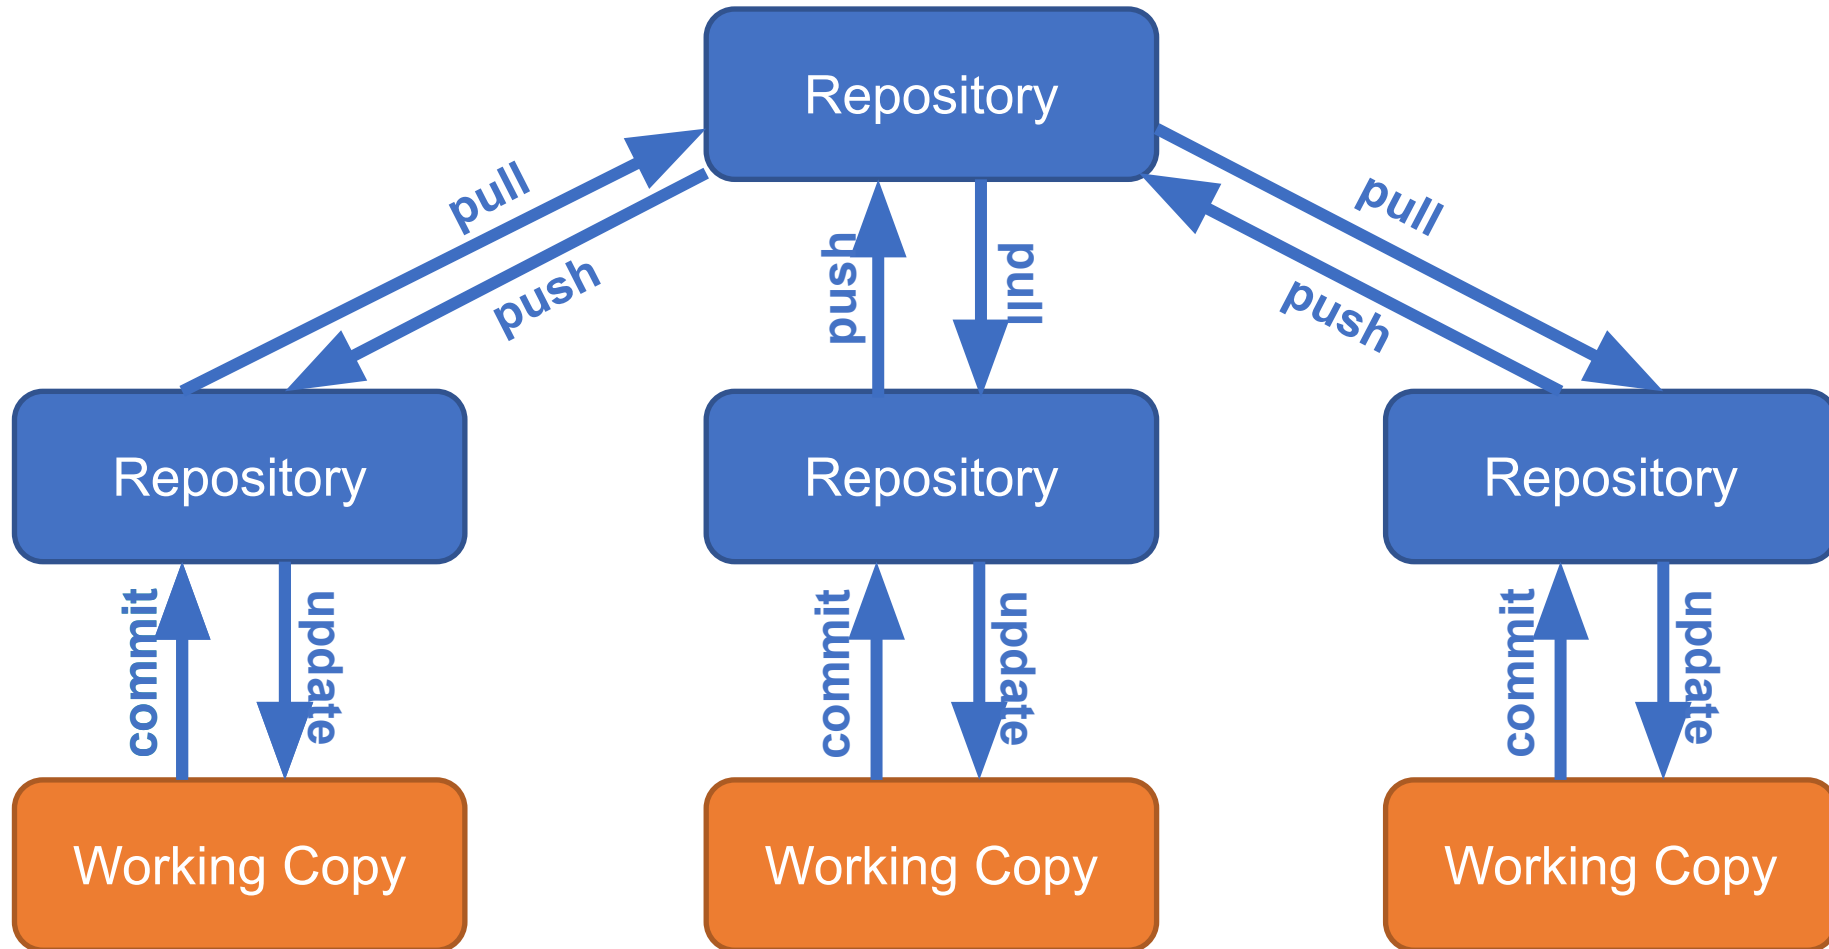 Repository
pull
pull
push
push
pull
push
Repository
Repository
Repository
commit
update
commit
update
commit
update
Working Copy
Working Copy
Working Copy